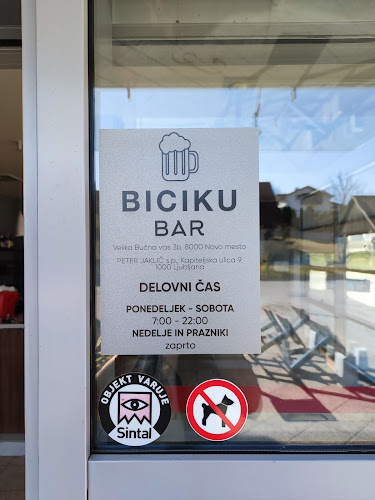 BICIKU
BAR
Velika Bučna vas 3b, 8000 Novo mesto
PETER JAKLIČ s.p., Kapiteljska ulica 9,
1000 Ljubljana
DELOVNI ČAS
PONEDELJEK - SOBOTA
7:00 - 22:00
NEDELJE IN PRAZNIKI
zaprto
OBJEKT VARUJE
Sintal